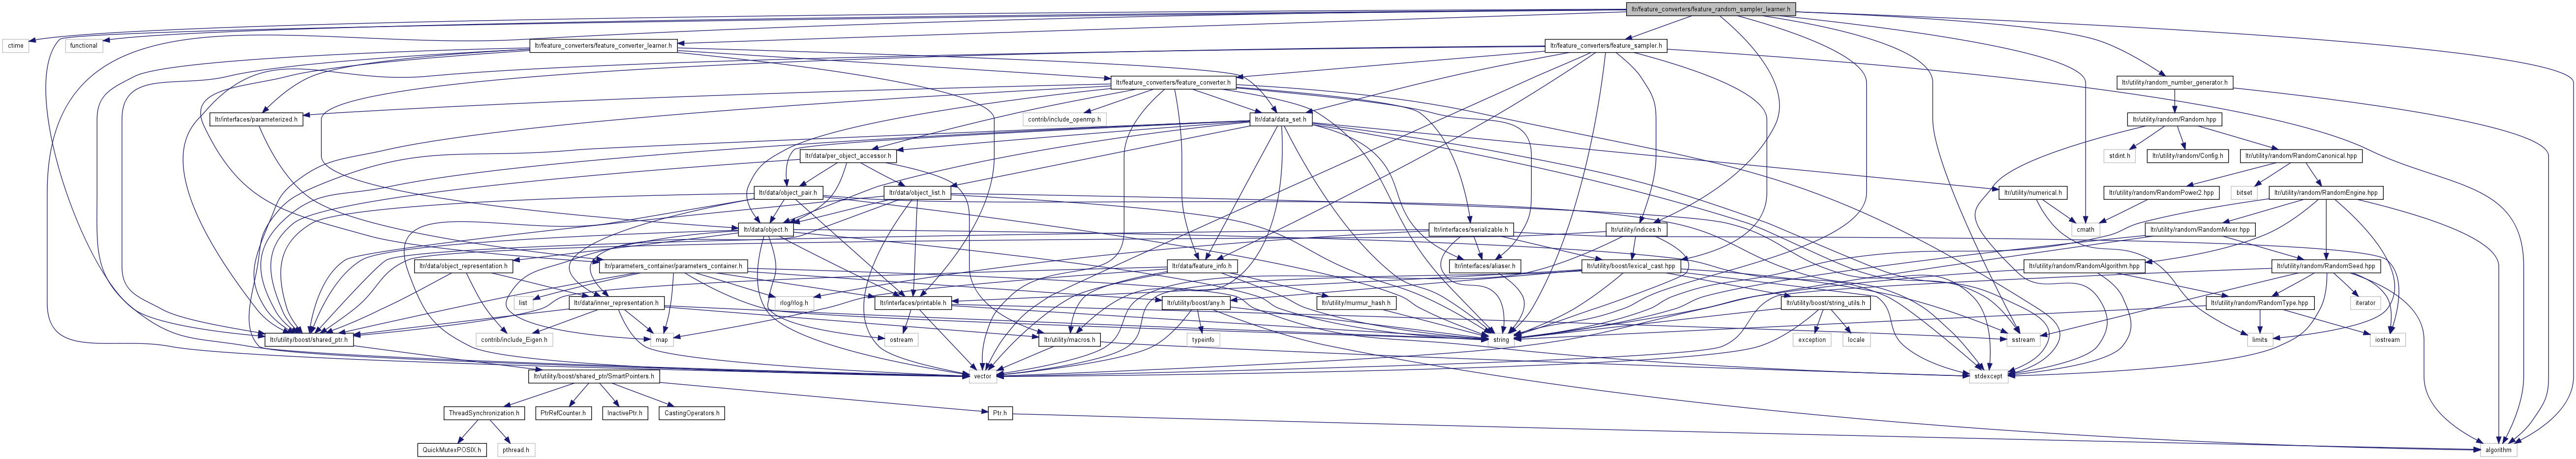 ltr/feature_converters/feature_random_sampler_learner.h
ctime
functional
ltr/feature_converters/feature_converter_learner.h
ltr/feature_converters/feature_sampler.h
ltr/feature_converters/feature_converter.h
ltr/utility/random_number_generator.h
ltr/interfaces/parameterized.h
contrib/include_openmp.h
ltr/data/data_set.h
ltr/utility/random/Random.hpp
ltr/data/per_object_accessor.h
stdint.h
ltr/utility/random/Config.h
ltr/utility/random/RandomCanonical.hpp
ltr/data/object_pair.h
ltr/data/object_list.h
ltr/utility/numerical.h
ltr/utility/random/RandomPower2.hpp
bitset
ltr/utility/random/RandomEngine.hpp
ltr/data/object.h
ltr/interfaces/serializable.h
ltr/utility/indices.h
cmath
ltr/utility/random/RandomMixer.hpp
ltr/data/object_representation.h
ltr/parameters_container/parameters_container.h
ltr/data/feature_info.h
ltr/interfaces/aliaser.h
ltr/utility/boost/lexical_cast.hpp
ltr/utility/random/RandomAlgorithm.hpp
ltr/utility/random/RandomSeed.hpp
list
ltr/data/inner_representation.h
rlog/rlog.h
ltr/interfaces/printable.h
ltr/utility/boost/any.h
ltr/utility/murmur_hash.h
ltr/utility/boost/string_utils.h
ltr/utility/random/RandomType.hpp
iterator
ltr/utility/boost/shared_ptr.h
contrib/include_Eigen.h
map
ostream
ltr/utility/macros.h
typeinfo
string
exception
locale
sstream
limits
iostream
ltr/utility/boost/shared_ptr/SmartPointers.h
vector
stdexcept
ThreadSynchronization.h
PtrRefCounter.h
InactivePtr.h
CastingOperators.h
Ptr.h
QuickMutexPOSIX.h
pthread.h
algorithm